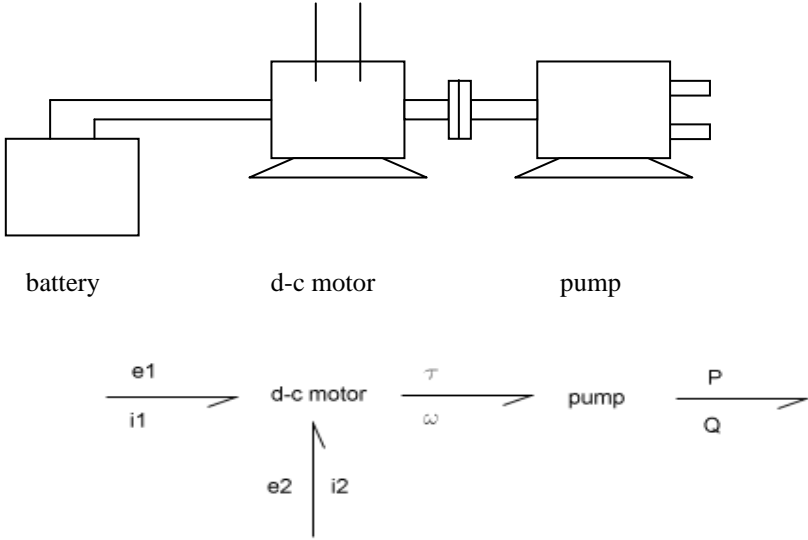 battery d-c motor pump
e1 τ P
i1 d-c motor ω pump Q
e2 i2